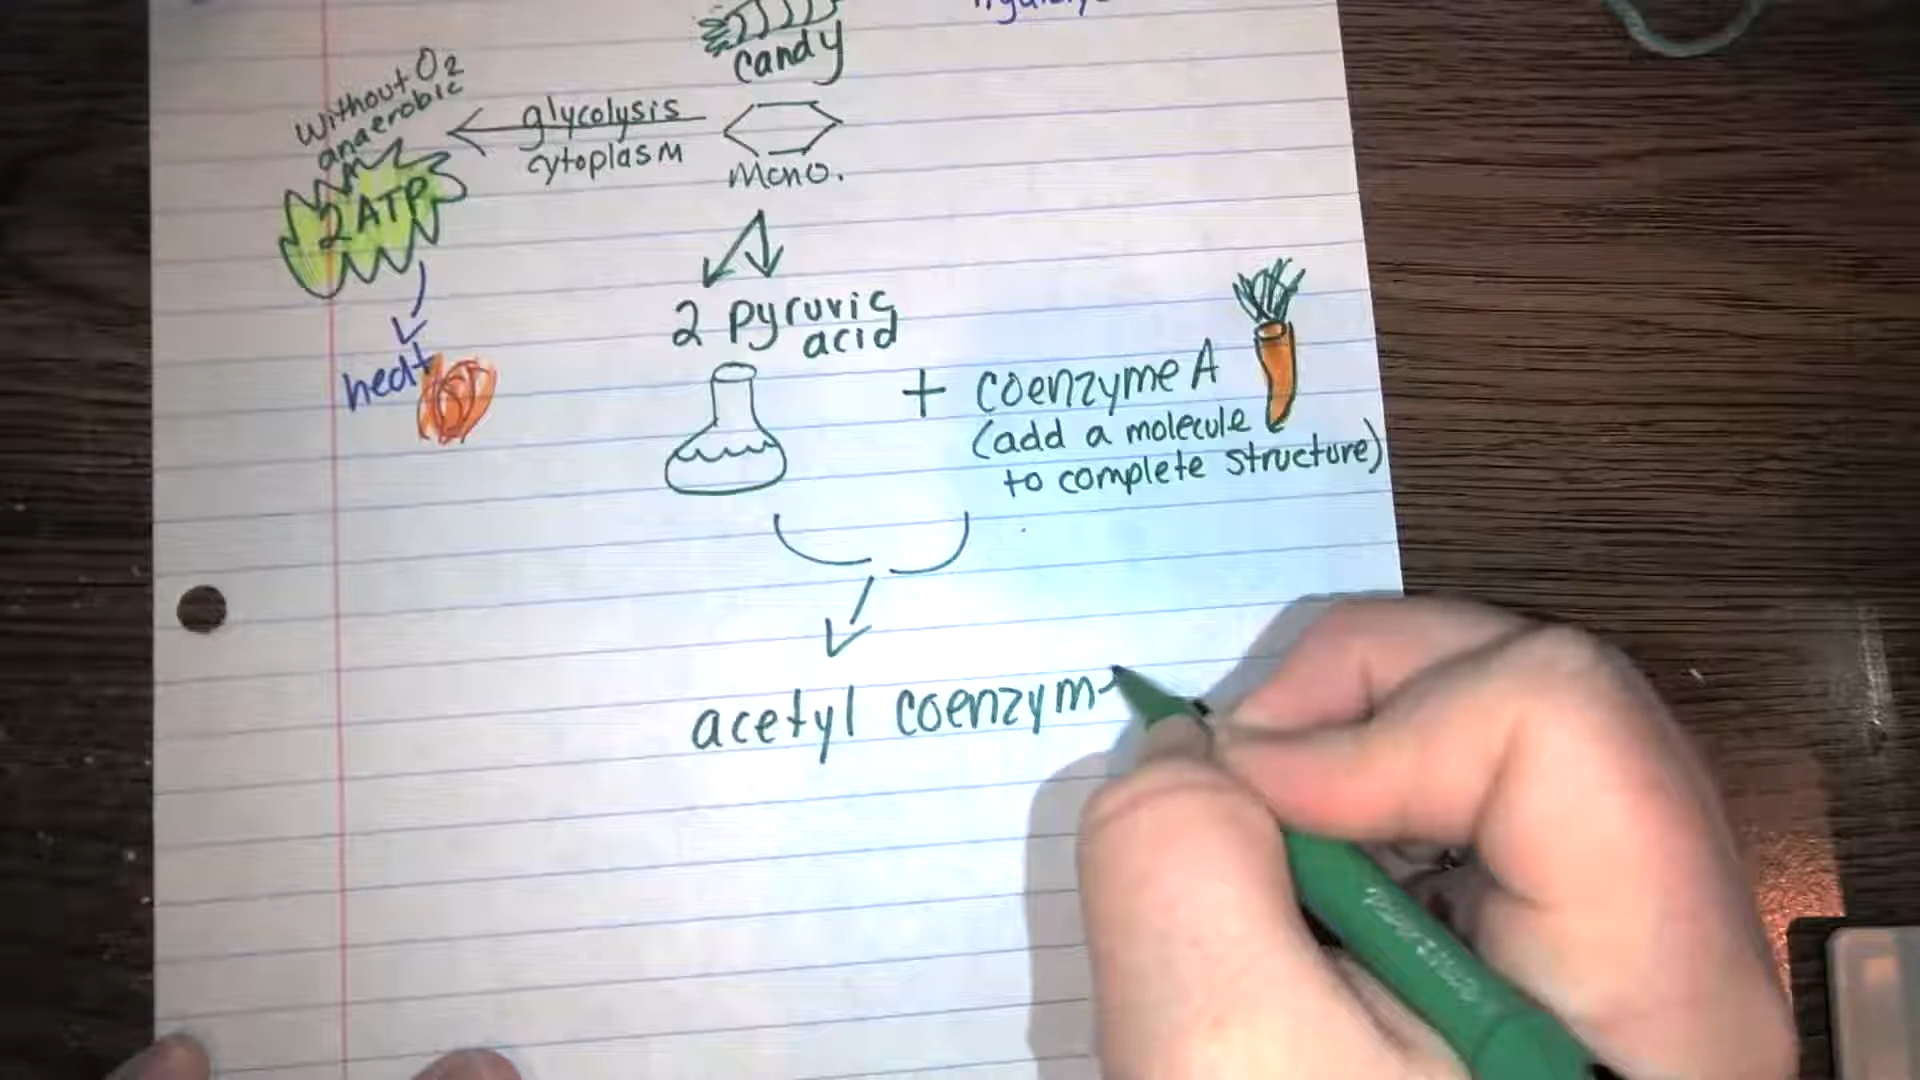 candy
Without O2
anaerobic
glycolysis
cytoplasm
Mono.
2 ATP
heat
2 pyruvic
acid
+ coenzyme A
(add a molecule
to complete structure)
acetyl coenzym